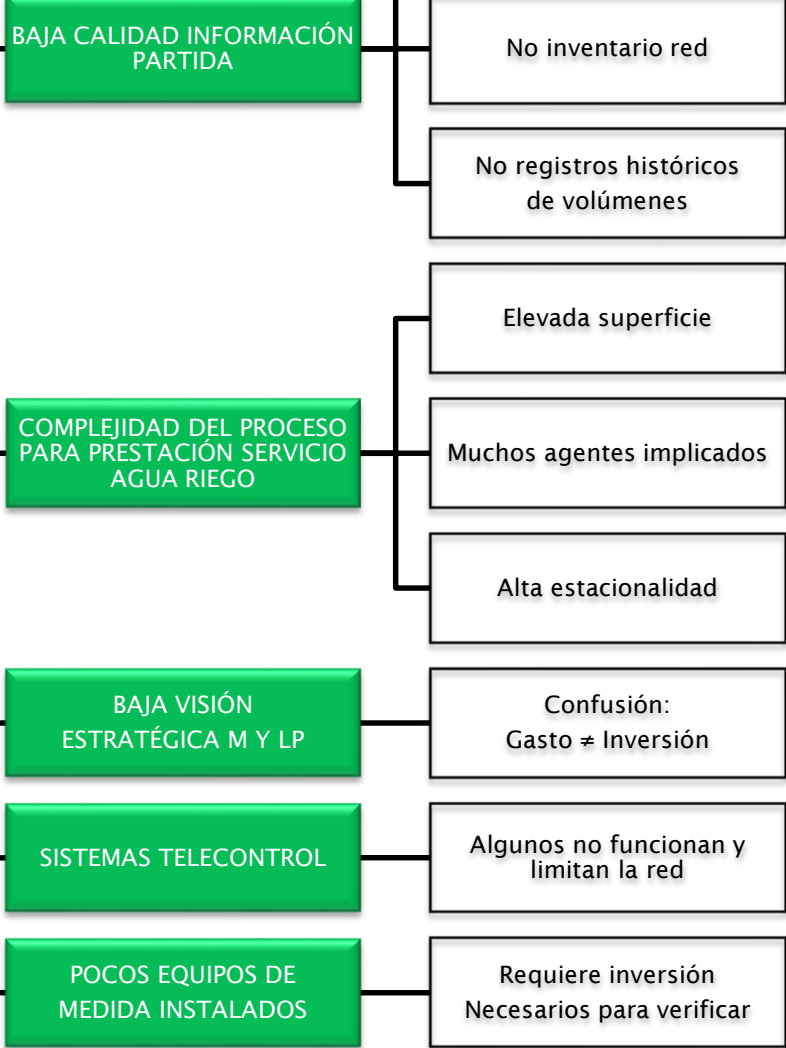 BAJA CALIDAD INFORMACIÓN
PARTIDA
No inventario red
No registros históricos
de volúmenes
COMPLEJIDAD DEL PROCESO
PARA PRESTACIÓN SERVICIO
AGUA RIEGO
Elevada superficie
Muchos agentes implicados
Alta estacionalidad
BAJA VISIÓN
ESTRATÉGICA M Y LP
Confusión:
Gasto ≠ Inversión
SISTEMAS TELECONTROL
Algunos no funcionan y
limitan la red
POCOS EQUIPOS DE
MEDIDA INSTALADOS
Requiere inversión
Necesarios para verificar